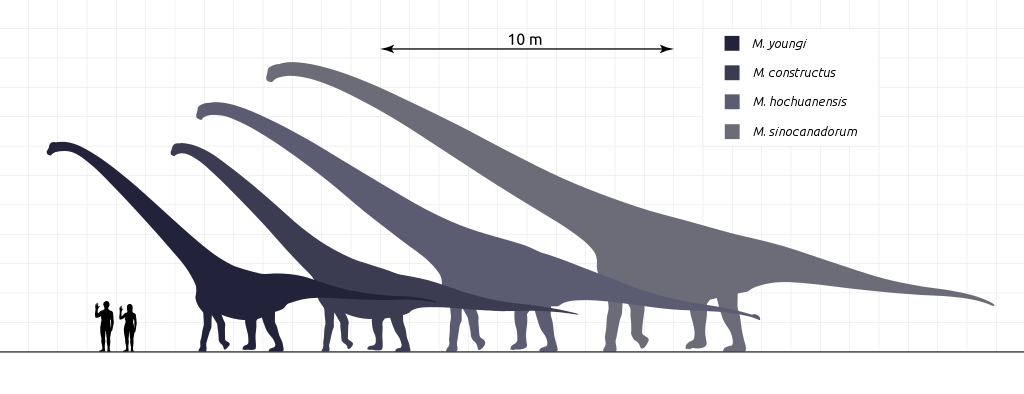 10 m
M. youngi
M. constructus
M. hochuanensis
M. sinocanadorum